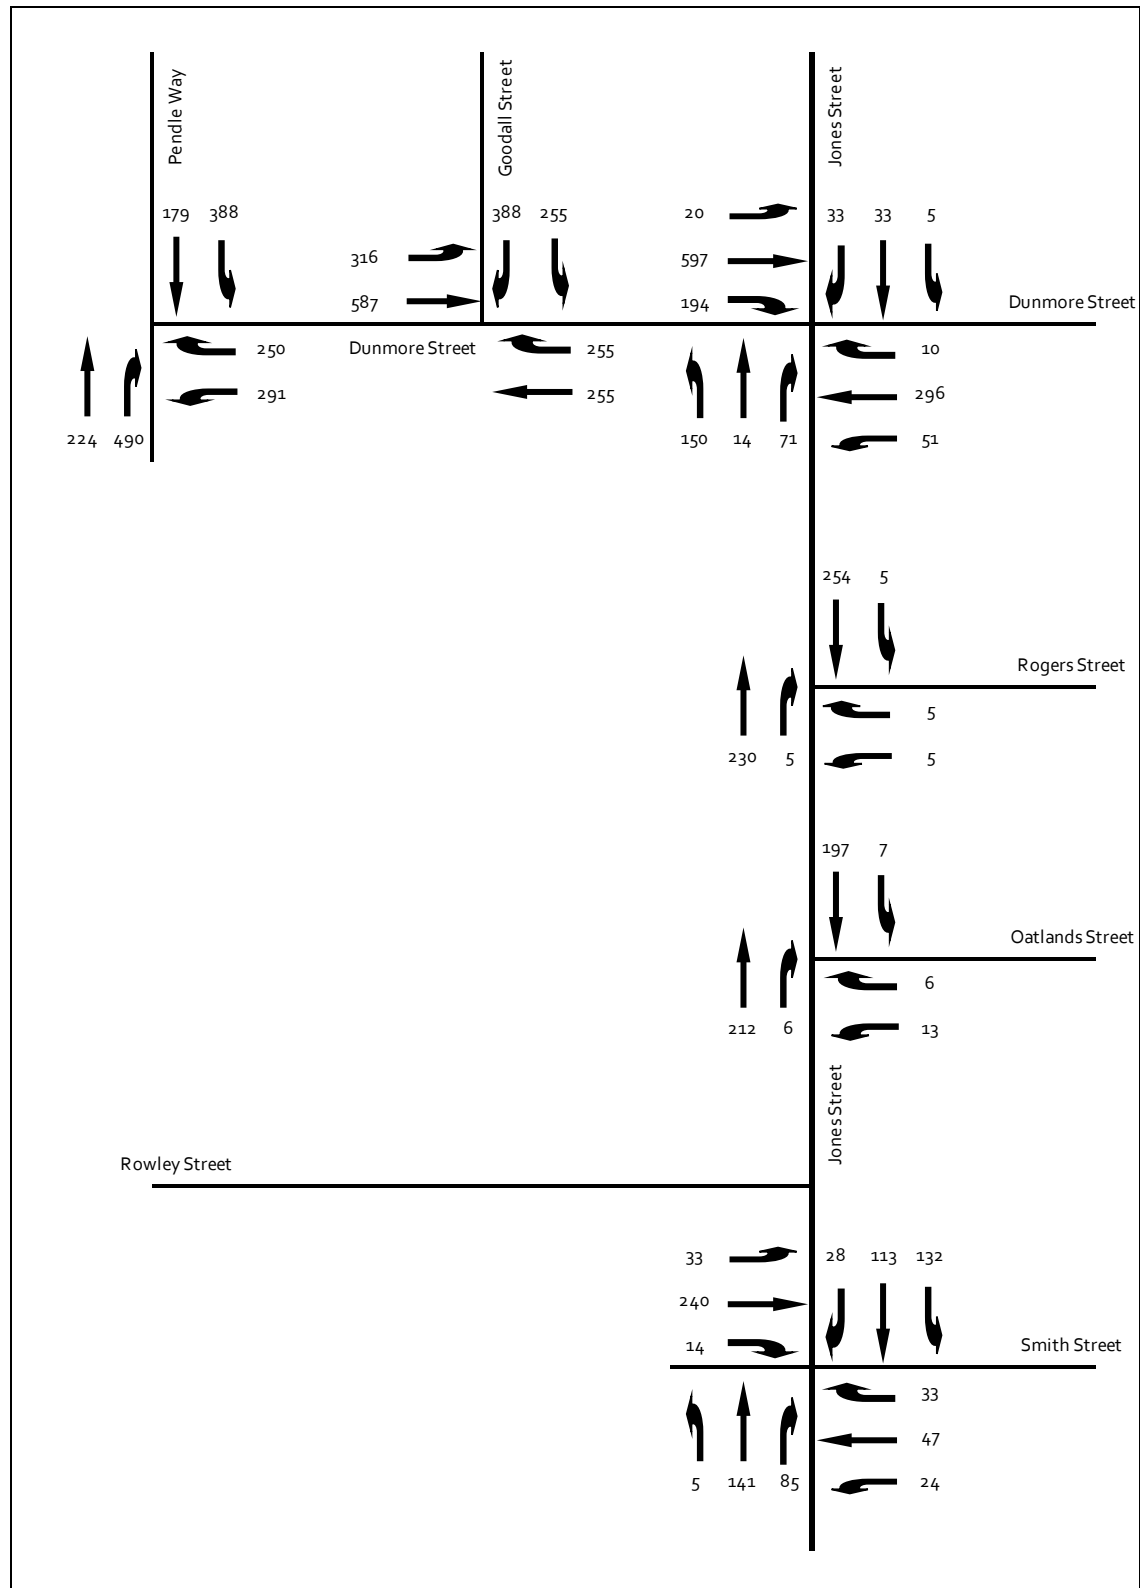 Pendle Way
Goodall Street
Jones Street
179 388
388 255
20
33 33 5
316
597
587
194
Dunmore Street
250
Dunmore Street
255
10
291
255
296
224 490
150 14 71
51
254 5
Rogers Street
5
230 5
5
197 7
Oatlands Street
6
212 6
13
Jones Street
Rowley Street
33
28 113 132
240
14
Smith Street
33
47
5 141 85
24